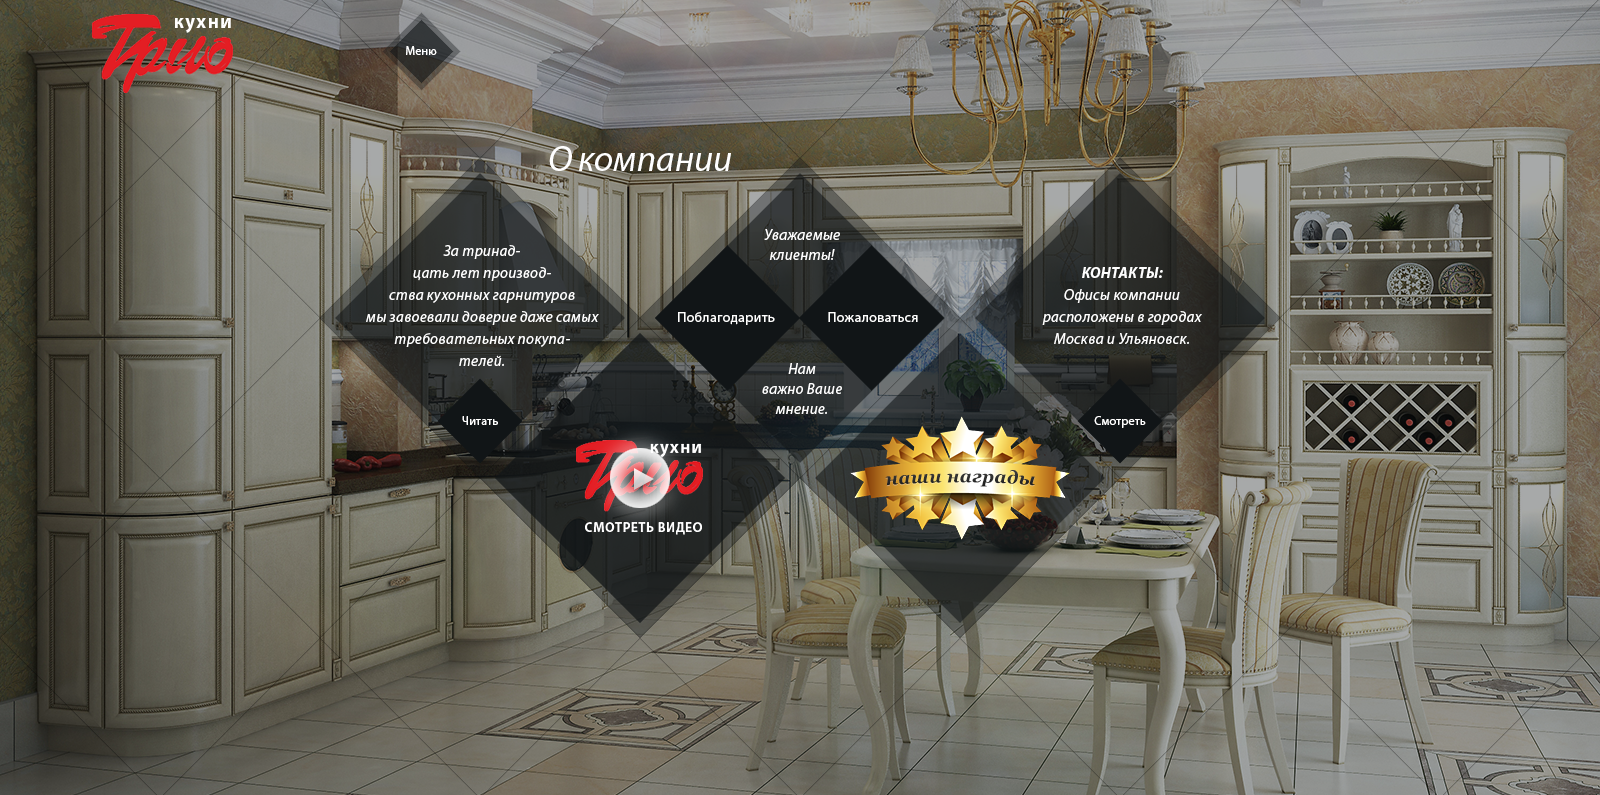 кухни
Трио
Меню
О компании
За тринад-
цать лет производ-
ства кухонных гарнитуров
мы завоевали доверие даже самых
требовательных покупа-
телей.
Читать
Уважаемые
клиенты!
Поблагодарить
Пожаловаться
Нам
важно Ваше
мнение.
КОНТАКТЫ:
Офисы компании
расположены в городах
Москва и Ульяновск.
Смотреть
кухни
Трио
СМОТРЕТЬ ВИДЕО
наши награды